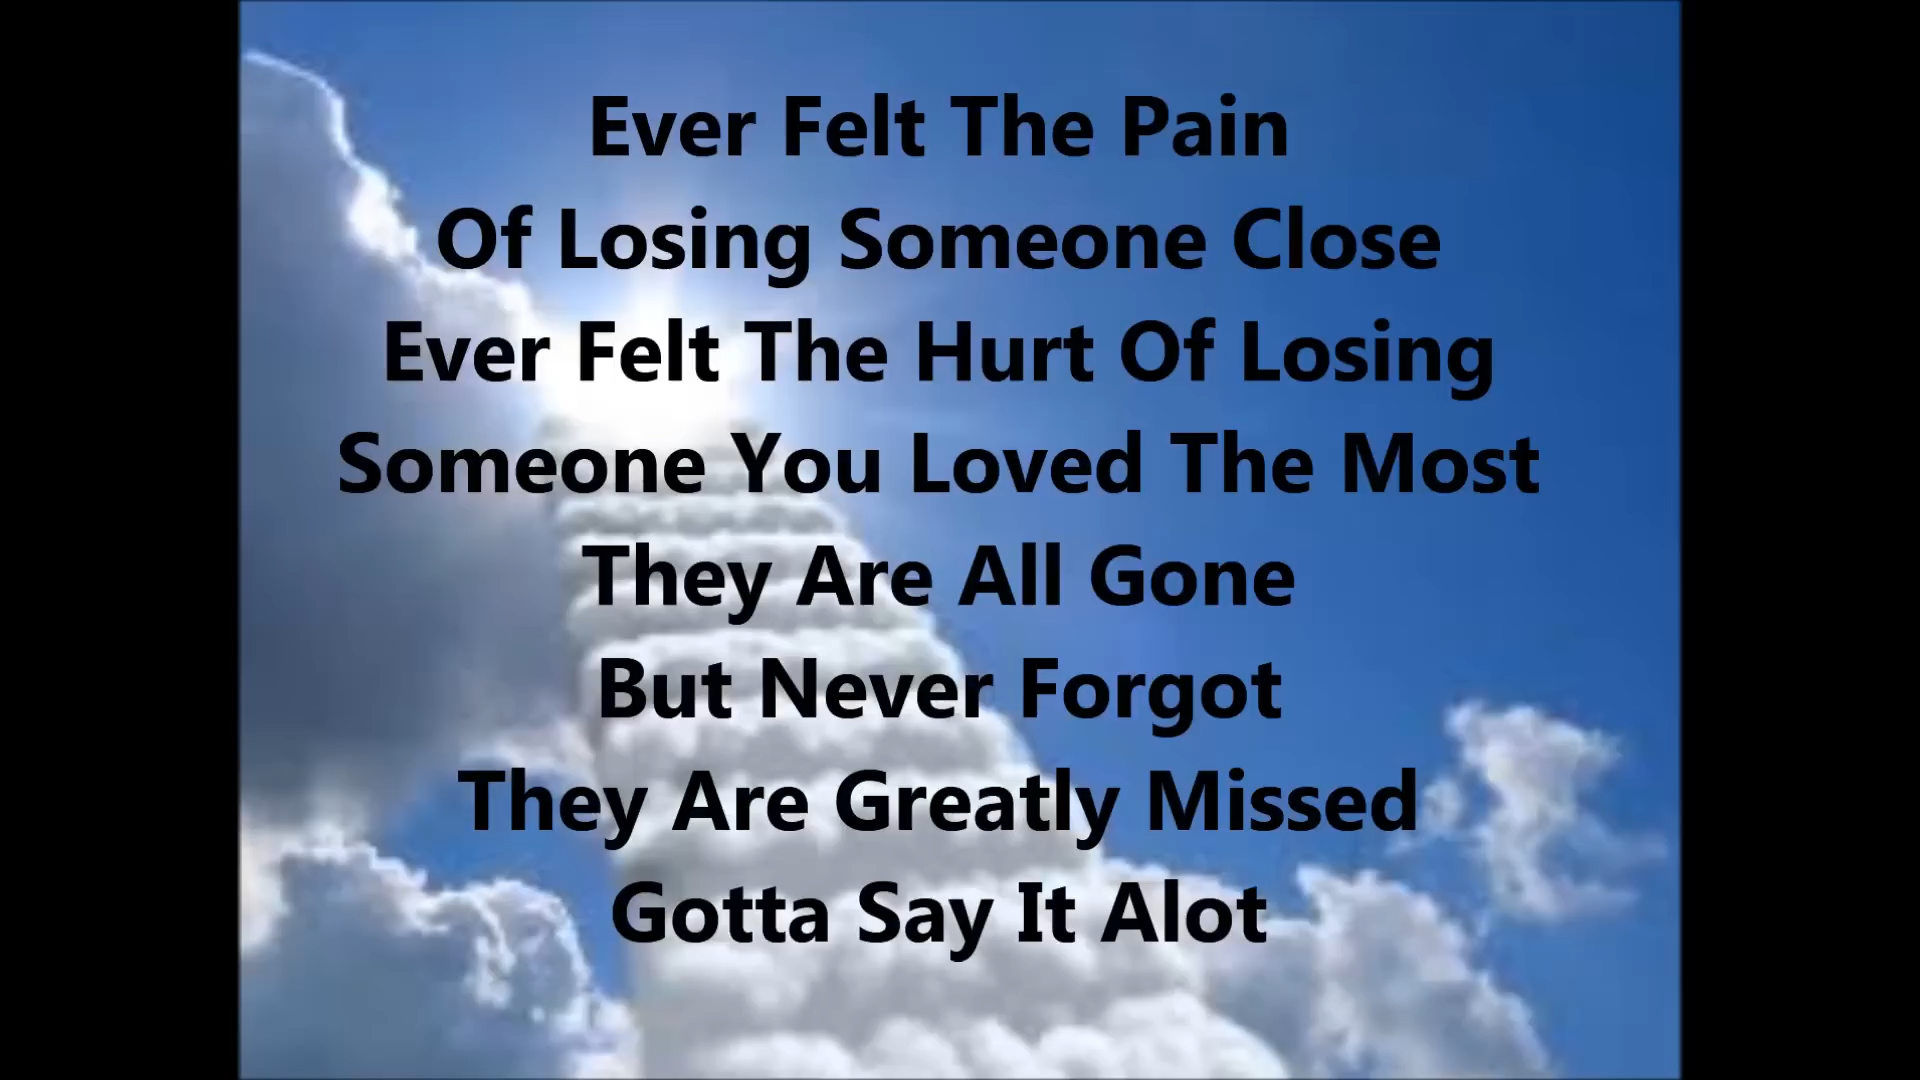 Ever Felt The Pain
Of Losing Someone Close
Ever Felt The Hurt Of Losing
Someone You Loved The Most
They Are All Gone
But Never Forgot
They Are Greatly Missed
Gotta Say It Alot